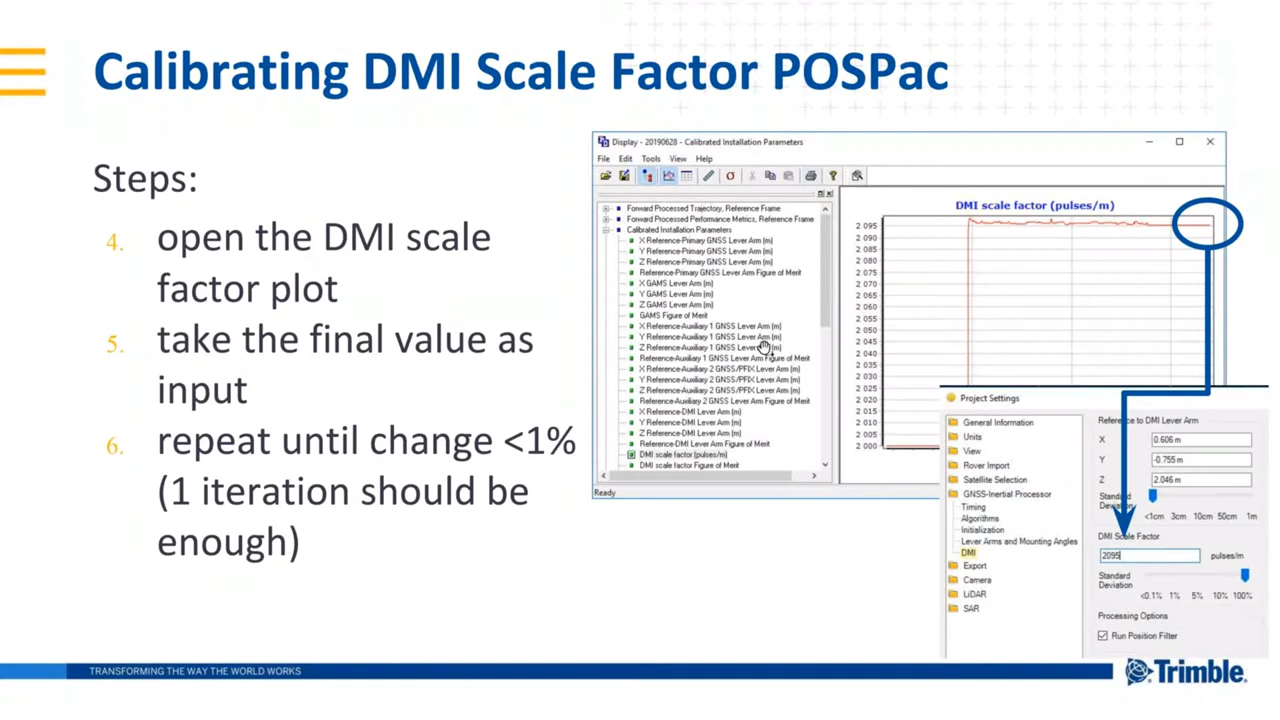 Calibrating DMI Scale Factor POSPac
Steps:
4. open the DMI scale
factor plot
5. take the final value as
input
6. repeat until change <1%
(1 iteration should be
enough)
Display - 20190628 - Calibrated Installation Parameters
File Edit Tools View Help
Forward Processed Trajectory, Reference Frame
Forward Processed Performance Metrics, Reference Frame
Calibrated Installation Parameters
X Reference-Primary GNSS Lever Arm (m)
Y Reference-Primary GNSS Lever Arm (m)
Z Reference-Primary GNSS Lever Arm (m)
Reference-Primary GNSS Lever Arm Figure of Merit
X GAMS Lever Arm (m)
Y GAMS Lever Arm (m)
Z GAMS Lever Arm (m)
GAMS Figure of Merit
X Reference-Auxiliary 1 GNSS Lever Arm (m)
Y Reference-Auxiliary 1 GNSS Lever Arm (m)
Z Reference-Auxiliary 1 GNSS Lever Arm (m)
Reference-Auxiliary 1 GNSS Lever Arm Figure of Merit
X Reference-Auxiliary 2 GNSS/PFIX Lever Arm (m)
Y Reference-Auxiliary 2 GNSS/PFIX Lever Arm (m)
Z Reference-Auxiliary 2 GNSS/PFIX Lever Arm (m)
Reference-Auxiliary 2 GNSS Lever Arm Figure of Merit
X Reference-DMI Lever Arm (m)
Y Reference-DMI Lever Arm (m)
Z Reference-DMI Lever Arm (m)
Reference-DMI Lever Arm Figure of Merit
DMI scale factor (pulses/m)
DMI scale factor Figure of Merit
Ready
DMI scale factor (pulses/m)
2 095
2 090
2 085
2 080
2 075
2 070
2 065
2 060
2 055
2 050
2 045
2 040
2 035
2 030
2 025
2 020
2 015
2 010
2 005
2 000
Project Settings
General Information
Units
View
Rover Import
Satellite Selection
GNSS-Inertial Processor
Timing
Algorithms
Initialization
Lever Arms and Mounting Angles
DMI
Export
Camera
LiDAR
SAR
Reference to DMI Lever Arm
X 0.606 m
Y -0.755 m
Z 2.046 m
Standard
Deviation
<1cm 3cm 10cm 50cm 1m
DMI Scale Factor
2095 pulses/m
Standard
Deviation
<0.1% 1% 5% 10% 100%
Processing Options
Run Position Filter
TRANSFORMING THE WAY THE WORLD WORKS
Trimble.